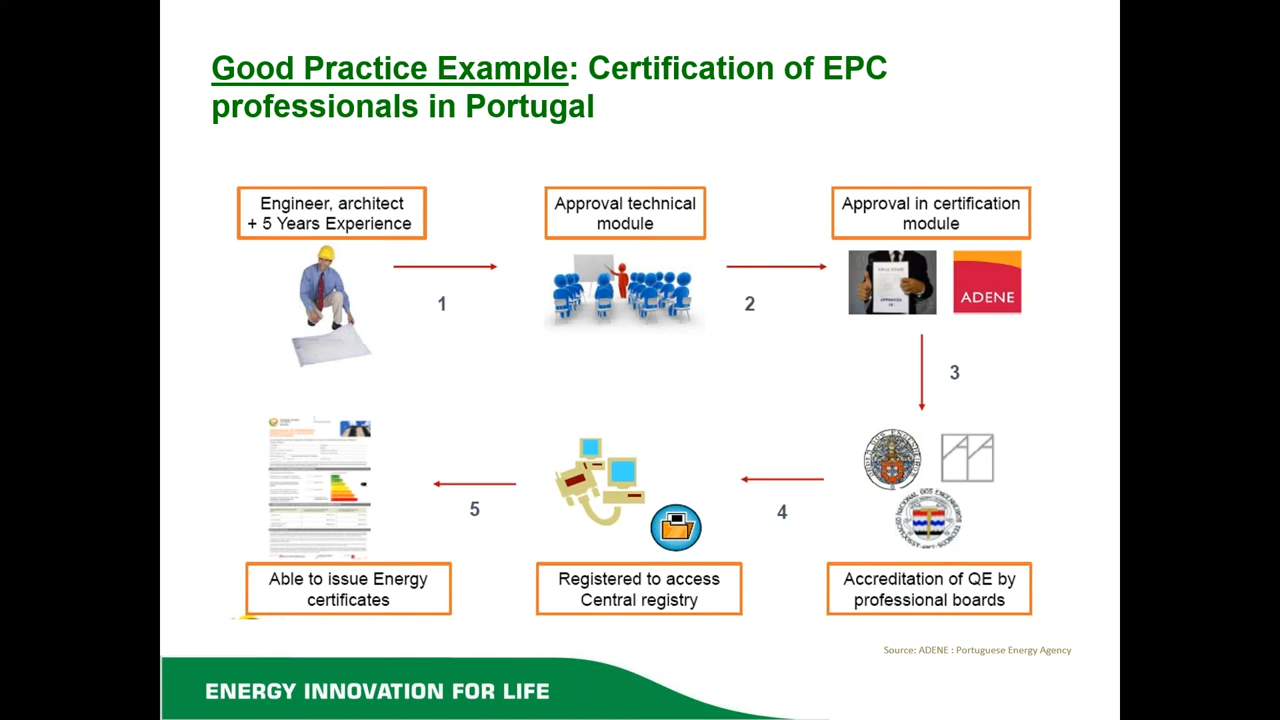 Good Practice Example: Certification of EPC
professionals in Portugal
Engineer, architect
+ 5 Years Experience
Approval technical
module
Approval in certification
module
ADENE
1
2
3
4
5
Able to issue Energy
certificates
Registered to access
Central registry
Accreditation of QE by
professional boards
Source: ADENE : Portuguese Energy Agency
ENERGY INNOVATION FOR LIFE